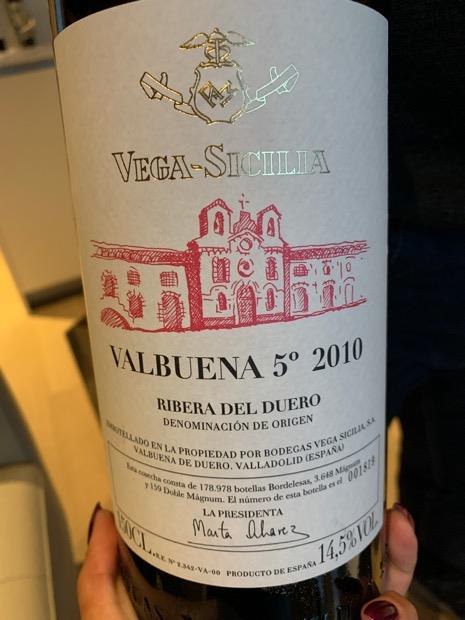 VEGA-SICILIA
VALBUENA 5º 2010
RIBERA DEL DUERO
DENOMINACIÓN DE ORIGEN
EMBOTELLADO EN LA PROPIEDAD POR BODEGAS VEGA SICILIA, S.A.
VALBUENA DE DUERO. VALLADOLID (ESPAÑA)
Esta cosecha consta de 178.978 botellas Bordelesas, 3.648 Mágnum
y 159 Doble Mágnum. El número de esta botella es el 001819
LA PRESIDENTA
Marta Alvarez
150CL. R.E. Nº 2.342-VA-00 PRODUCTO DE ESPAÑA 14,5% VOL.